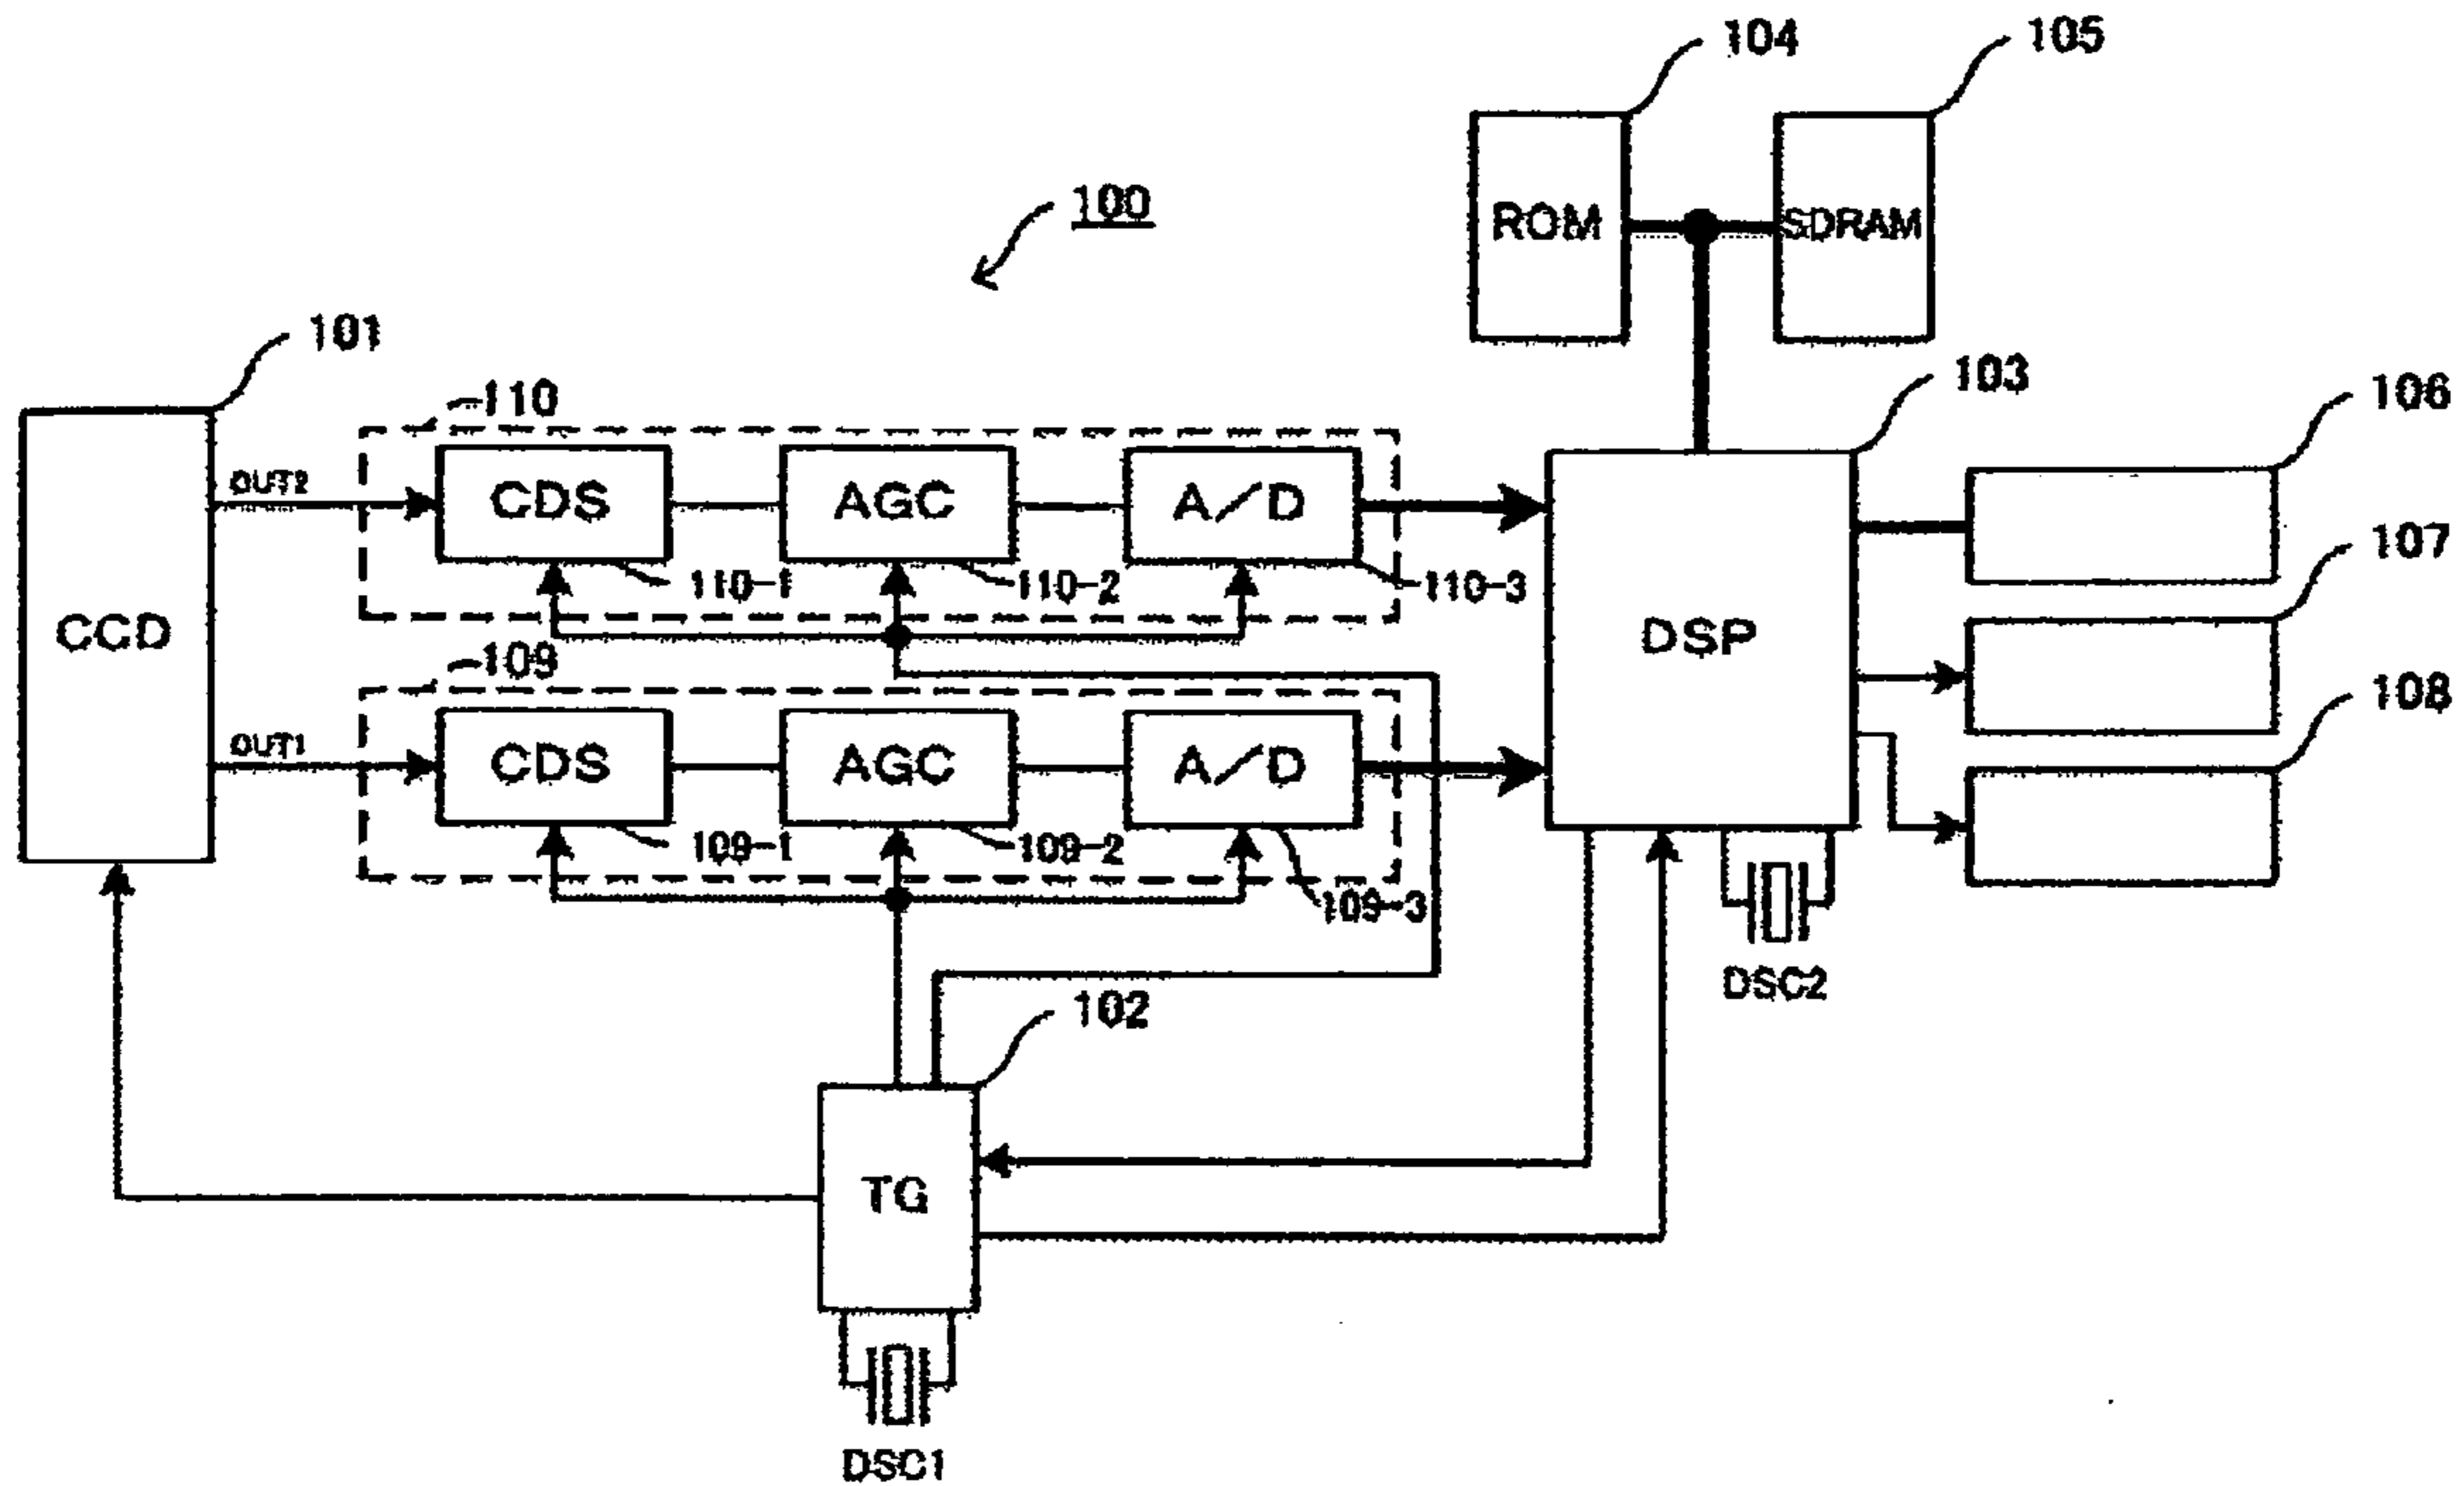 104
105
100
ROM
SDRAM
101
103
106
110
OUT2
CDS
AGC
A/D
110-1
110-2
110-3
107
CCD
DSP
109
108
OUT1
CDS
AGC
A/D
109-1
109-2
109-3
DSC2
102
TG
DSC1